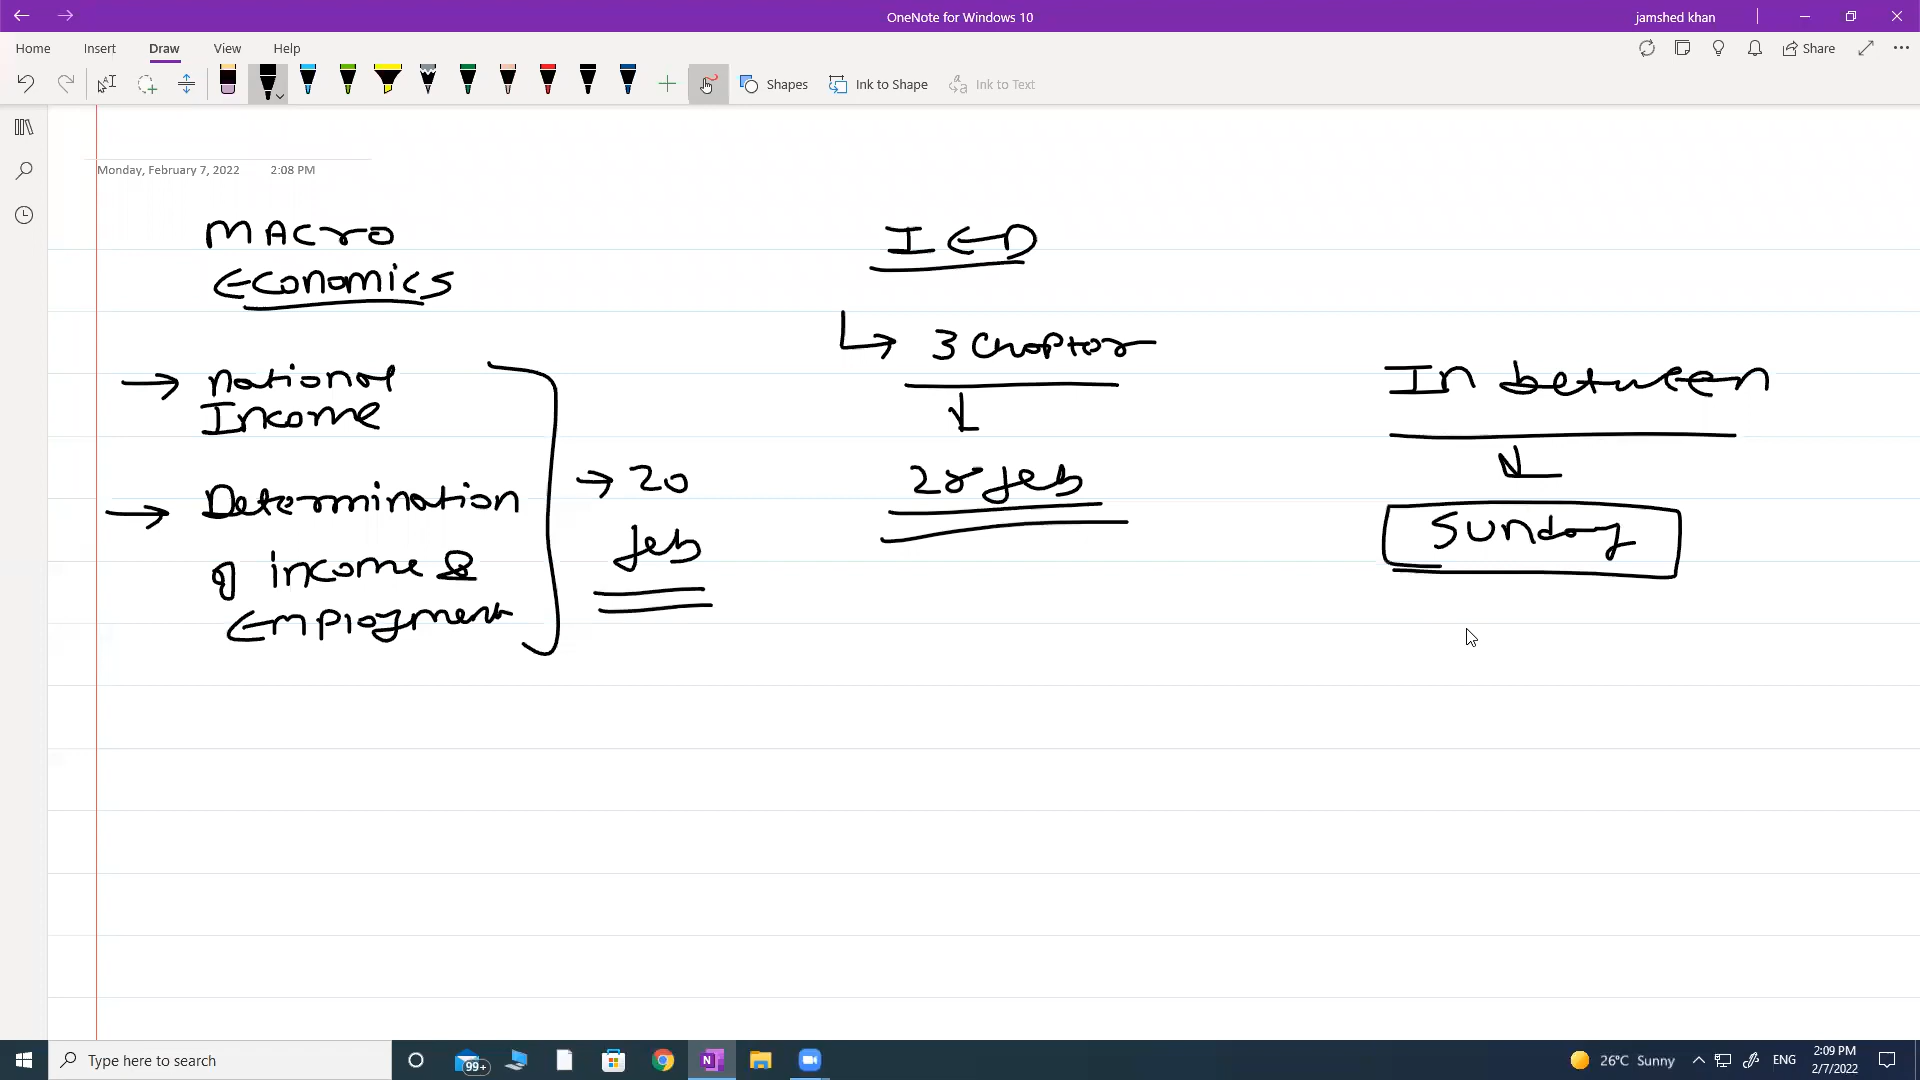 OneNote for Windows 10
jamshed khan
Home Insert Draw View Help
Share
Shapes Ink to Shape Ink to Text
Monday, February 7, 2022 2:08 PM
MAcro
Economics
→ national
Income
→ Determination
of income &
Employment
→ 20
feb
IED
3 chapter
28 feb
In between
Sunday
Type here to search
99+
26°C Sunny
ENG
2:09 PM
2/7/2022